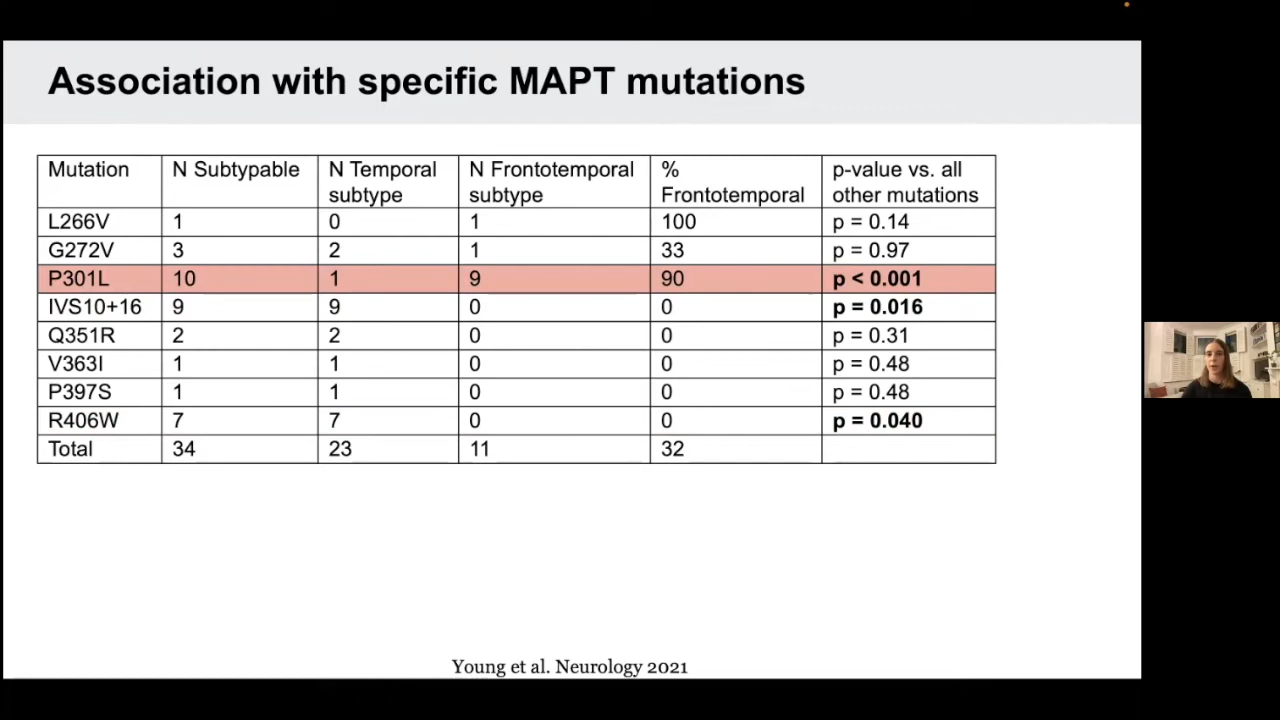 Association with specific MAPT mutations
Mutation N Subtypable N Temporal subtype N Frontotemporal subtype % Frontotemporal p-value vs. all other mutations
L266V 1 0 1 100 p = 0.14
G272V 3 2 1 33 p = 0.97
P301L 10 1 9 90 p < 0.001
IVS10+16 9 9 0 0 p = 0.016
Q351R 2 2 0 0 p = 0.31
V363I 1 1 0 0 p = 0.48
P397S 1 1 0 0 p = 0.48
R406W 7 7 0 0 p = 0.040
Total 34 23 11 32
Young et al. Neurology 2021